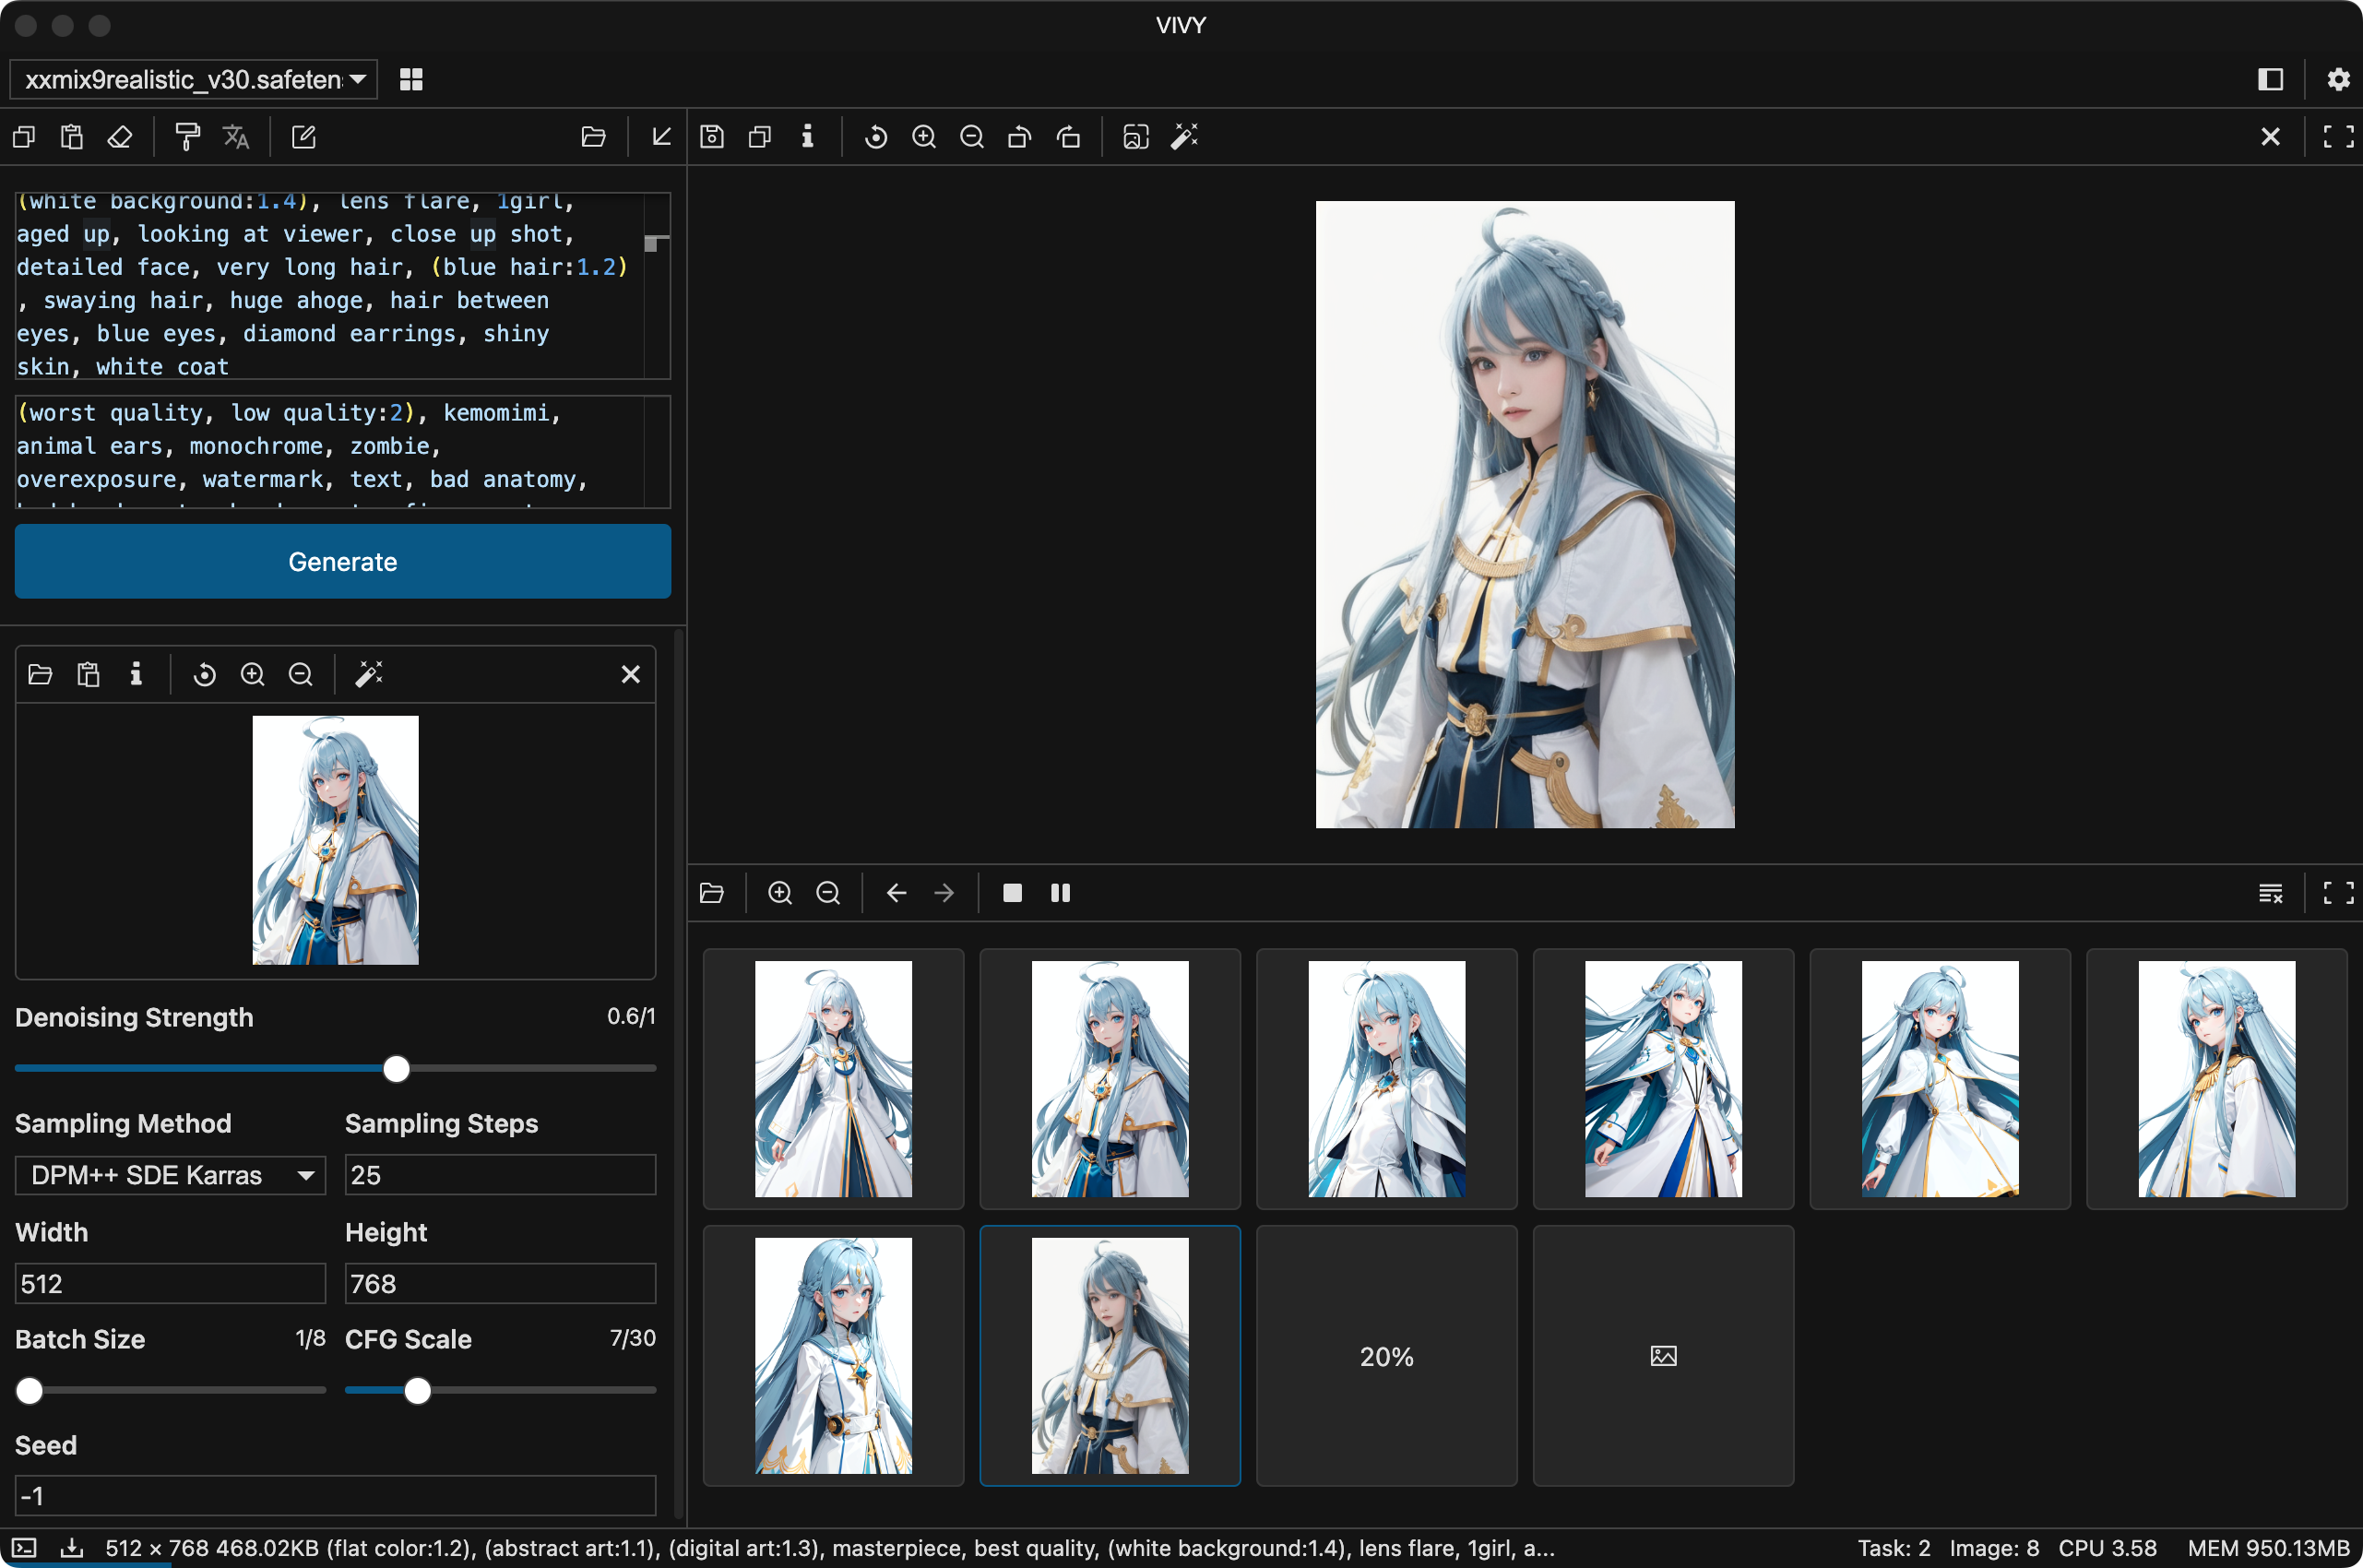 VIVY
xxmix9realistic_v30.safeten
(white background:1.4), lens flare, 1girl,
aged up, looking at viewer, close up shot,
detailed face, very long hair, (blue hair:1.2)
, swaying hair, huge ahoge, hair between
eyes, blue eyes, diamond earrings, shiny
skin, white coat
(worst quality, low quality:2), kemomimi,
animal ears, monochrome, zombie,
overexposure, watermark, text, bad anatomy,
Generate
Denoising Strength 0.6/1
Sampling Method Sampling Steps
DPM++ SDE Karras 25
Width Height
512 768
Batch Size 1/8 CFG Scale 7/30
Seed
-1
20%
512 × 768 468.02KB (flat color:1.2), (abstract art:1.1), (digital art:1.3), masterpiece, best quality, (white background:1.4), lens flare, 1girl, a...
Task: 2 Image: 8 CPU 3.58 MEM 950.13MB